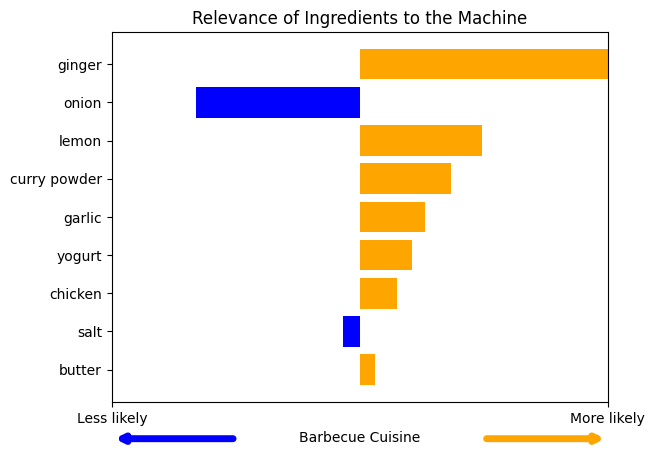 Relevance of Ingredients to the Machine
ginger
onion
lemon
curry powder
garlic
yogurt
chicken
salt
butter
Less likely
More likely
Barbecue Cuisine